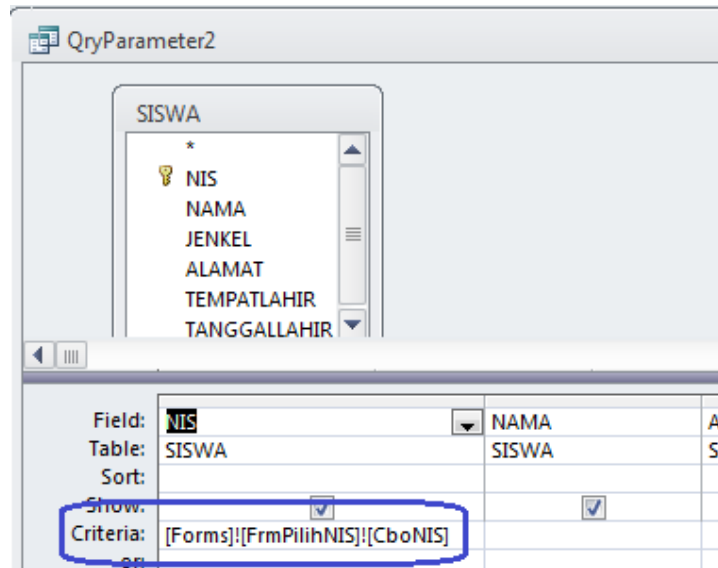 QryParameter2
SISWA
*
NIS
NAMA
JENKEL
ALAMAT
TEMPATLAHIR
TANGGALLAHIR
Field: NIS NAMA A
Table: SISWA SISWA S
Sort:
Show:
Criteria: [Forms]![FrmPilihNIS]![CboNIS]
or: